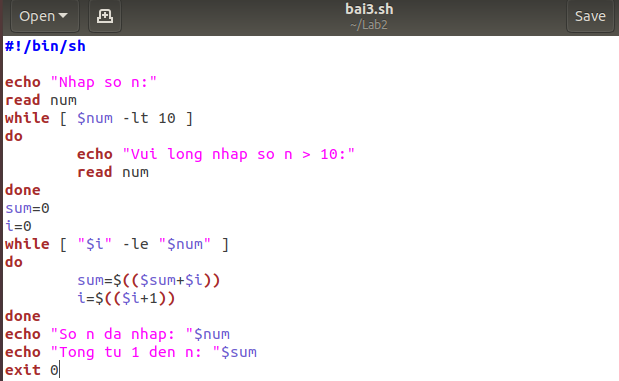 Open
bai3.sh
~/Lab2
Save
#!/bin/sh
echo "Nhap so n:"
read num
while [ $num -lt 10 ]
do
echo "Vui long nhap so n > 10:"
read num
done
sum=0
i=0
while [ "$i" -le "$num" ]
do
sum=$(($sum+$i))
i=$(($i+1))
done
echo "So n da nhap: "$num
echo "Tong tu 1 den n: "$sum
exit 0